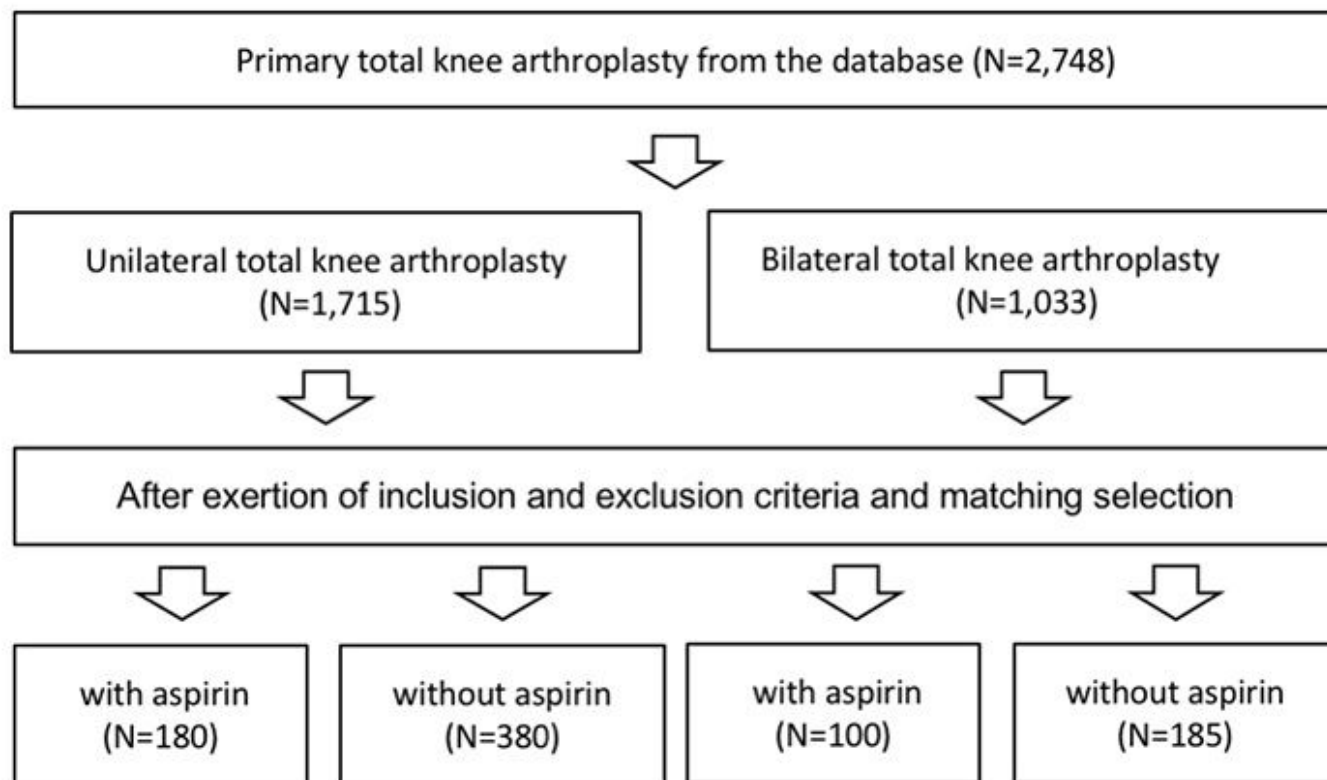 Primary total knee arthroplasty from the database (N=2,748)
Unilateral total knee arthroplasty
(N=1,715)
Bilateral total knee arthroplasty
(N=1,033)
After exertion of inclusion and exclusion criteria and matching selection
with aspirin
(N=180)
without aspirin
(N=380)
with aspirin
(N=100)
without aspirin
(N=185)